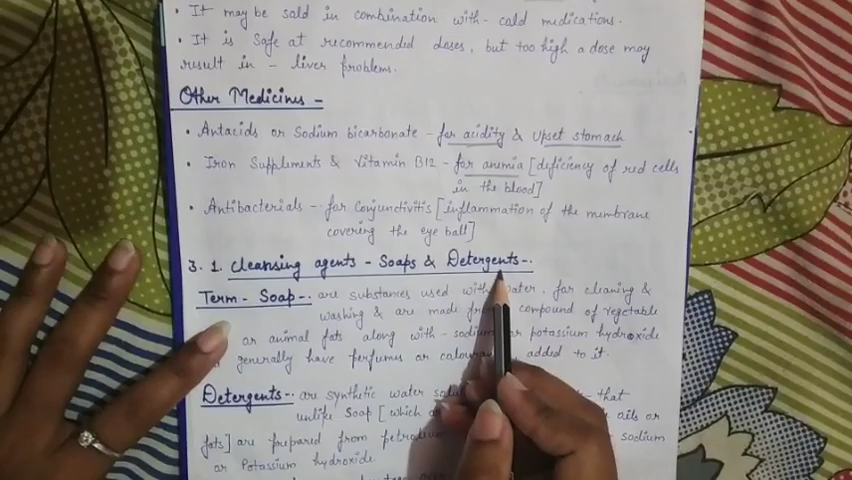 • It may be sold in combination with - cold medications.
• It is safe at recommended doses, but too high a dose may
result in - liver problems.
Other Medicines -
• Antacids or Sodium bicarbonate - for acidity & Upset stomach
• Iron Supplements & Vitamin B12 - for anemia [deficiency of red cells
in the blood]
• Antibacterials - for Conjunctivitis [inflammation of the membrane
covering the eye ball]
3. 1. Cleansing agents - Soaps & Detergents -.
Term - Soap -. are substances used with water for cleaning &
washing & are made compound of vegetable
or animal fats along with - sodium or potassium hydroxide
generally have perfumes or added to it.
Detergents -. are synthetic water that
unlike Soap [which oils or
fats] are prepared from sodium
or Potassium hydroxide